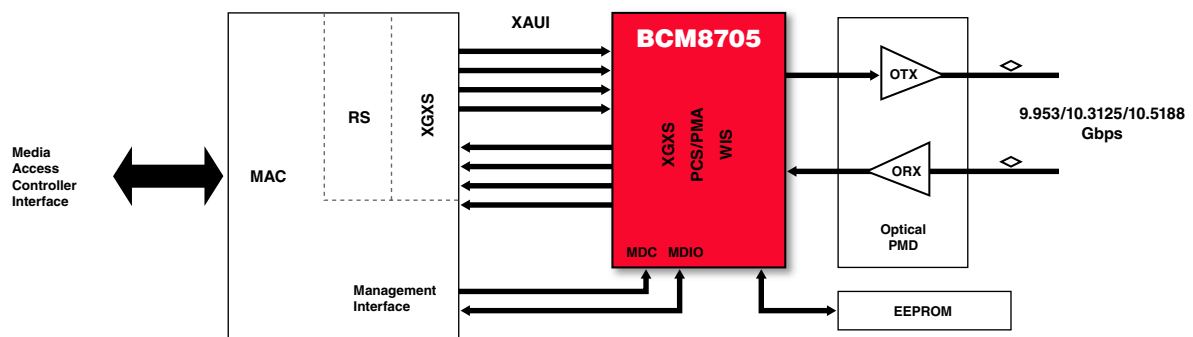 XAUI
BCM8705
OTX
9.953/10.3125/10.5188
Gbps
RS
XGXS
XGXS
PCS/PMA
WIS
Media
Access
Controller
Interface
MAC
ORX
Optical
PMD
MDC MDIO
Management
Interface
EEPROM